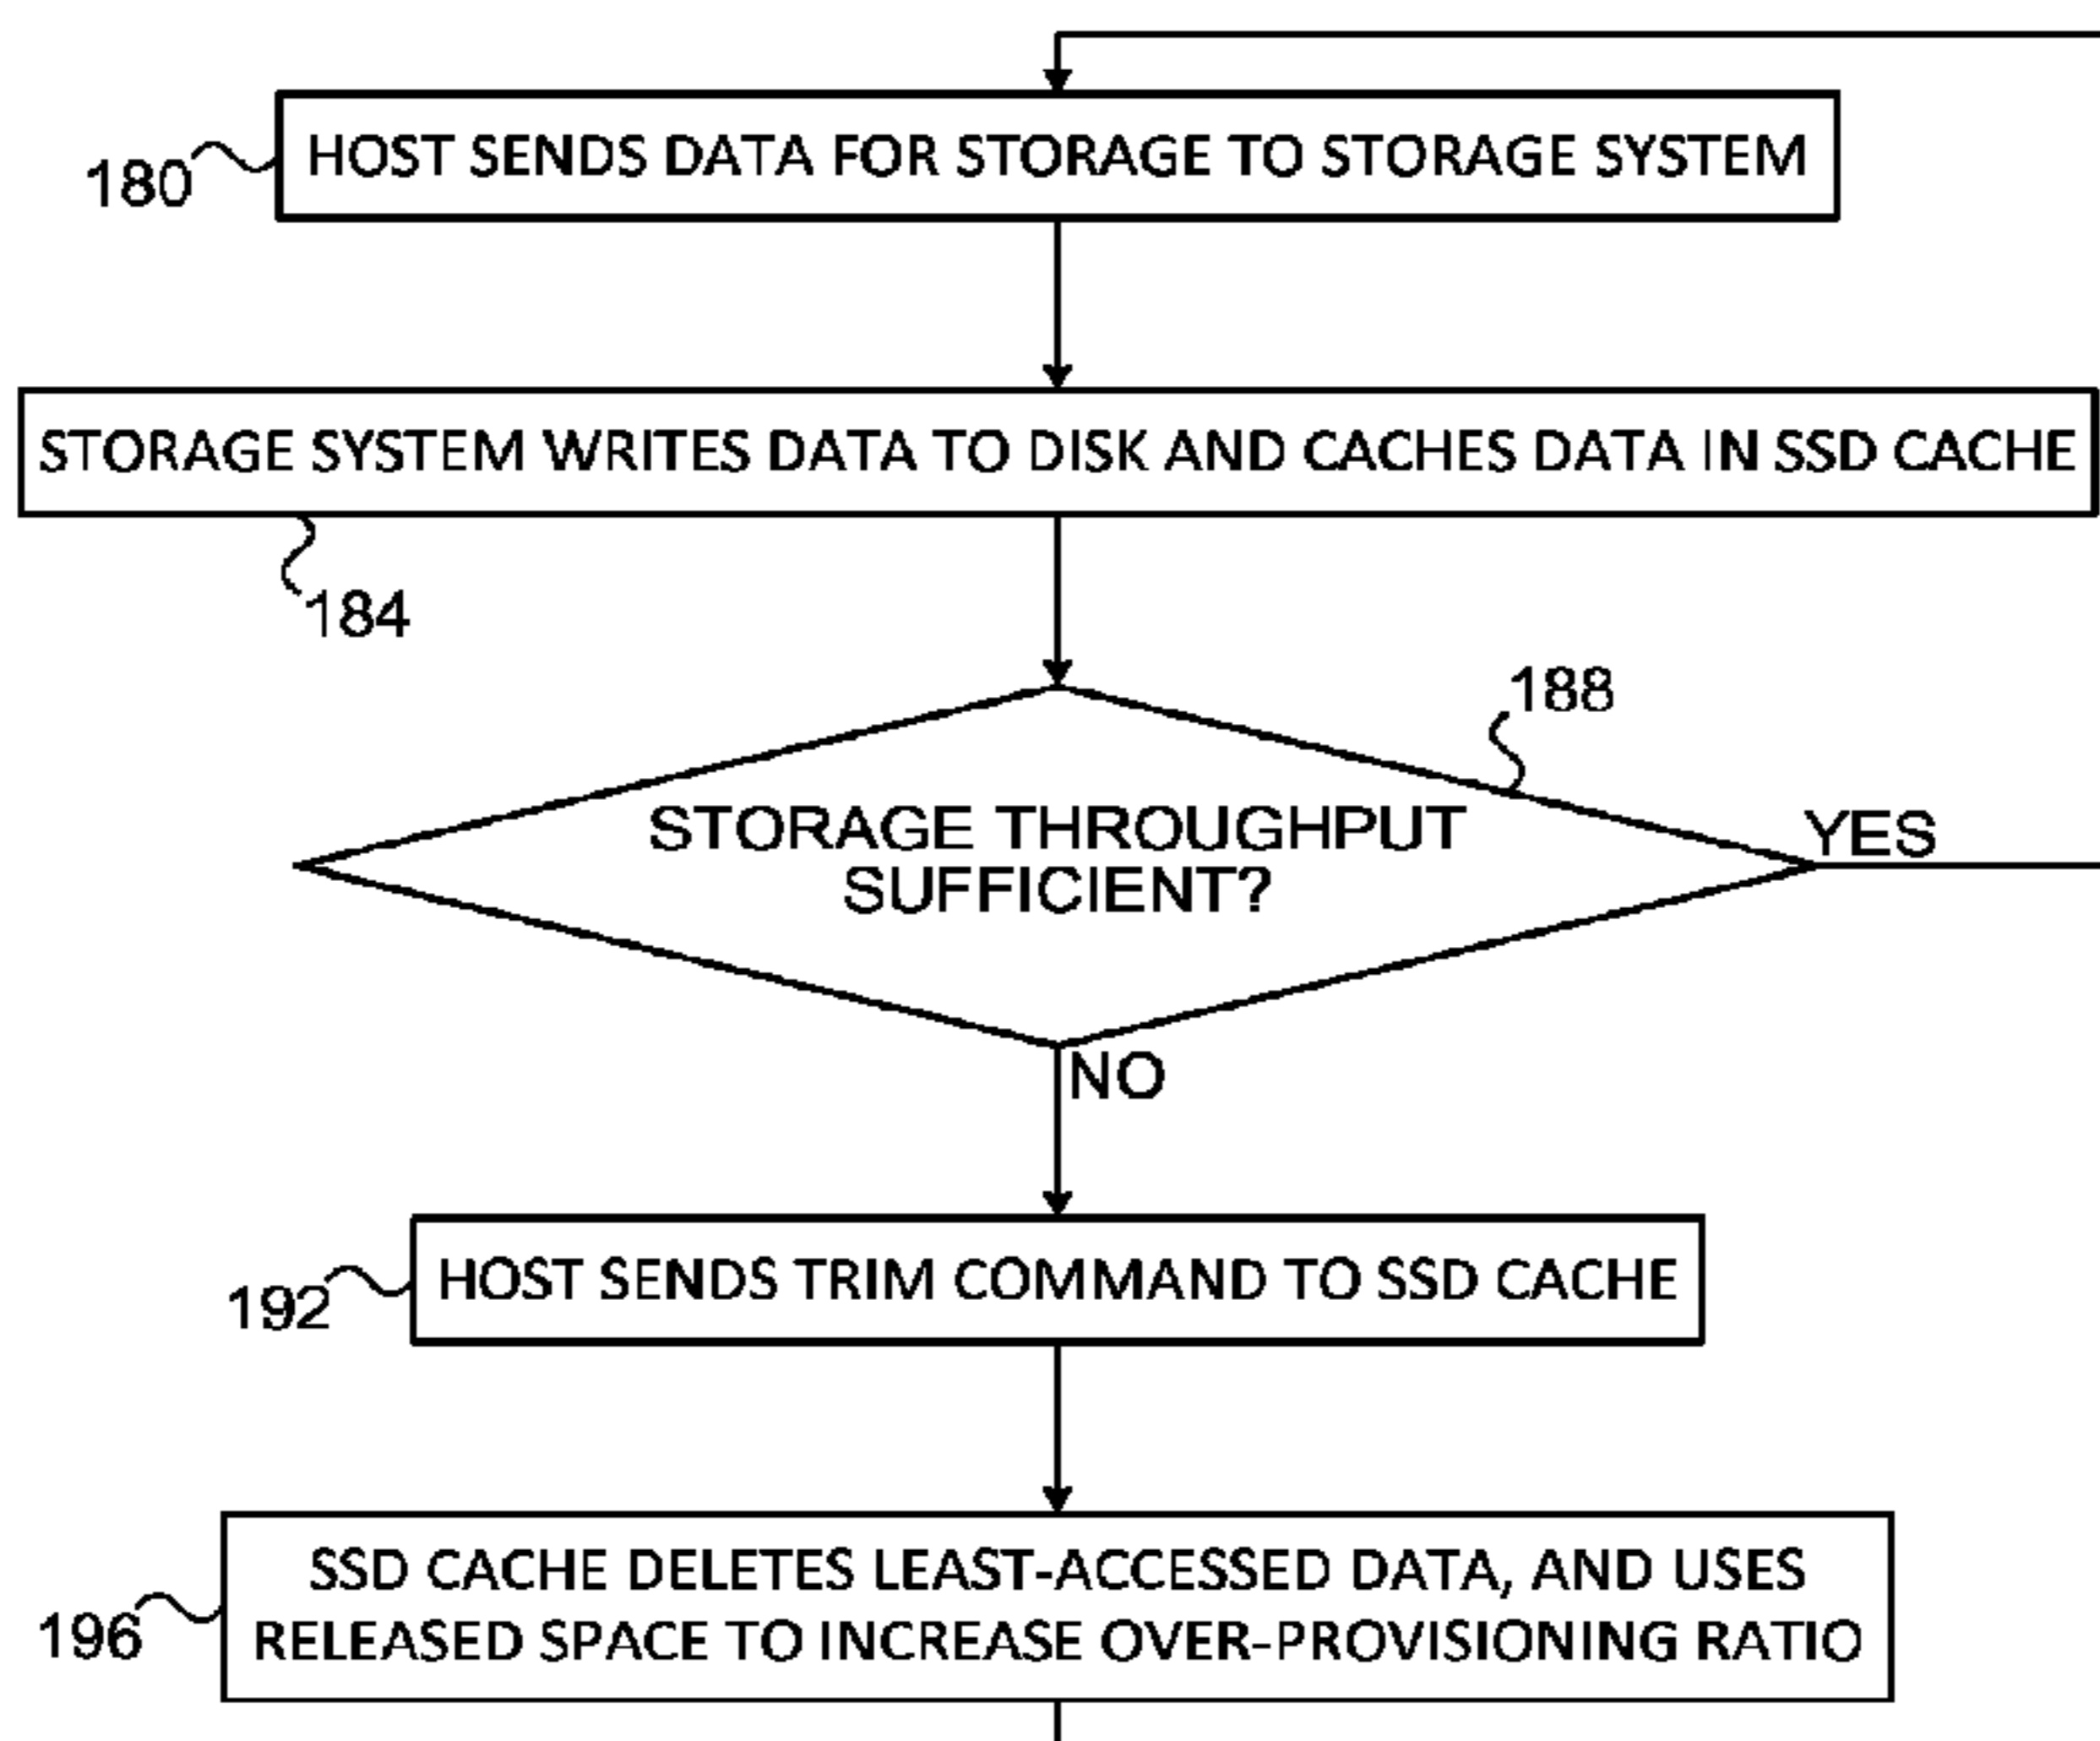 180
HOST SENDS DATA FOR STORAGE TO STORAGE SYSTEM
STORAGE SYSTEM WRITES DATA TO DISK AND CACHES DATA IN SSD CACHE
184
188
STORAGE THROUGHPUT
SUFFICIENT?
YES
NO
192
HOST SENDS TRIM COMMAND TO SSD CACHE
196
SSD CACHE DELETES LEAST-ACCESSED DATA, AND USES
RELEASED SPACE TO INCREASE OVER-PROVISIONING RATIO